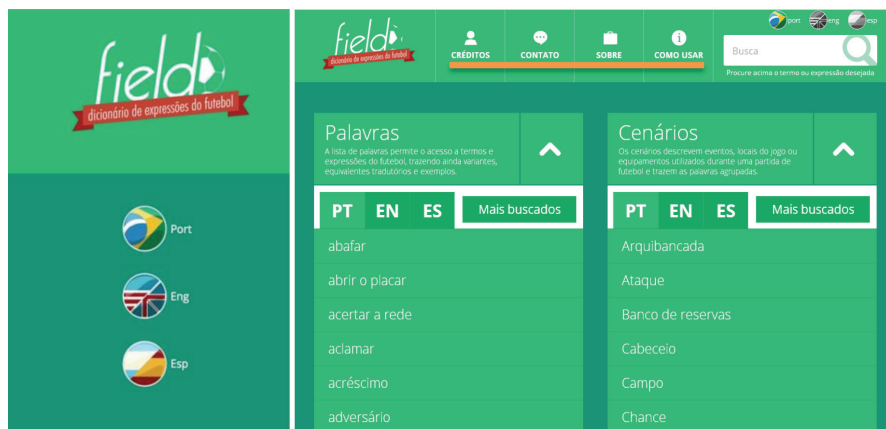 field
dicionário de expressões do futebol
Port
Eng
Esp
field
dicionário de expressões do futebol
CRÉDITOS
CONTATO
SOBRE
COMO USAR
port
eng
esp
Busca
Procure acima o termo ou expressão desejada
Palavras
A lista de palavras permite o acesso a termos e
expressões do futebol, trazendo ainda variantes,
equivalentes tradutórios e exemplos.
PT EN ES Mais buscados
abafar
abrir o placar
acertar a rede
aclamar
acréscimo
adversário
Cenários
Os cenários descrevem eventos, locais do jogo ou
equipamentos utilizados durante uma partida de
futebol e trazem as palavras agrupadas.
PT EN ES Mais buscados
Arquibancada
Ataque
Banco de reservas
Cabeceio
Campo
Chance